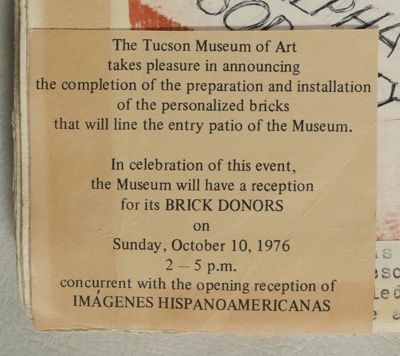 ALPHA
The Tucson Museum of Art
takes pleasure in announcing
the completion of the preparation and installation
of the personalized bricks
that will line the entry patio of the Museum.
In celebration of this event,
the Museum will have a reception
for its BRICK DONORS
on
Sunday, October 10, 1976
2 – 5 p.m.
concurrent with the opening reception of
IMÁGENES HISPANOAMERICANAS